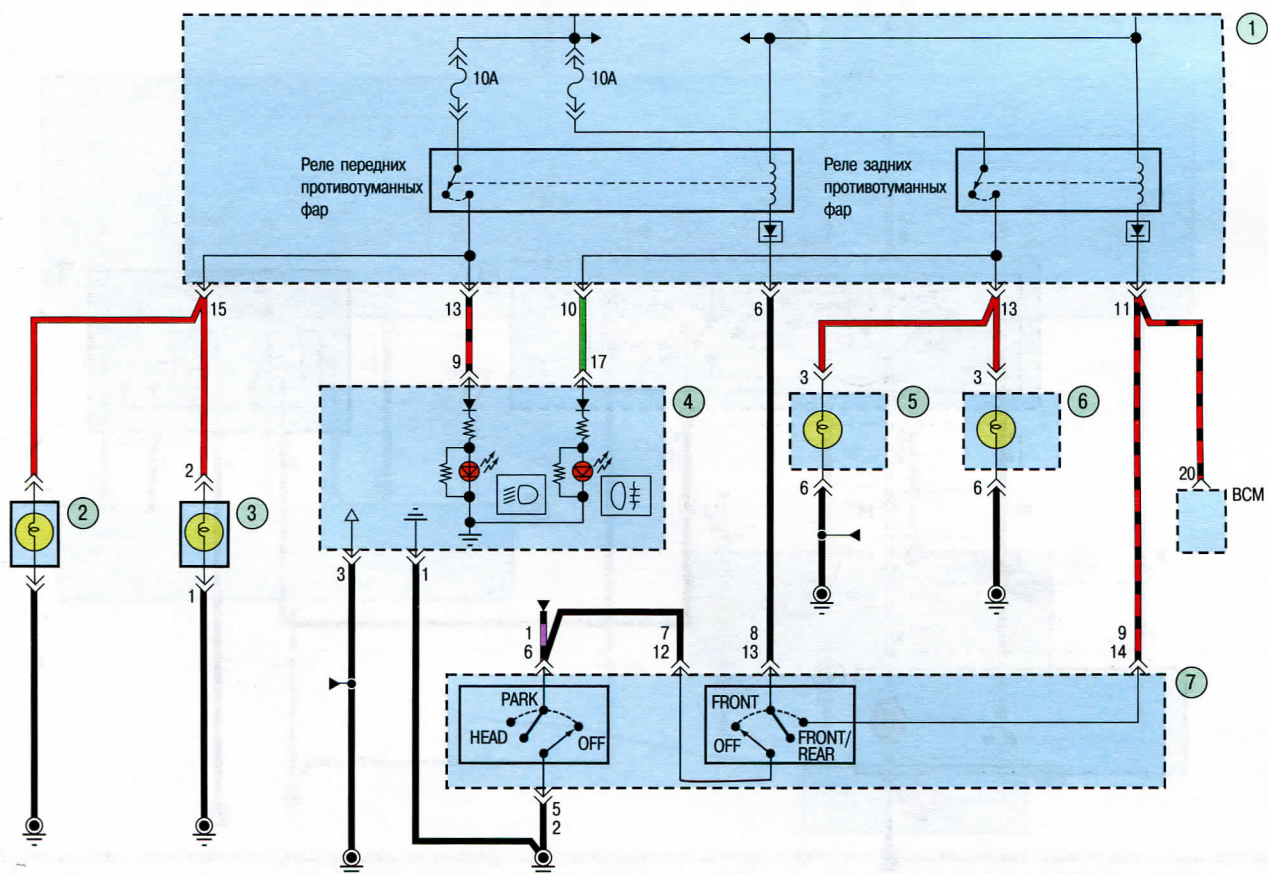 1
10A
10A
Реле передних
противотуманных
фар
Реле задних
противотуманных
фар
15
13
10
6
13
11
9
17
3
3
4
5
6
2
2
3
20
BCM
6
6
1
3
1
1
6
7
12
8
13
9
14
7
PARK
HEAD
OFF
FRONT
OFF
FRONT/
REAR
5
2